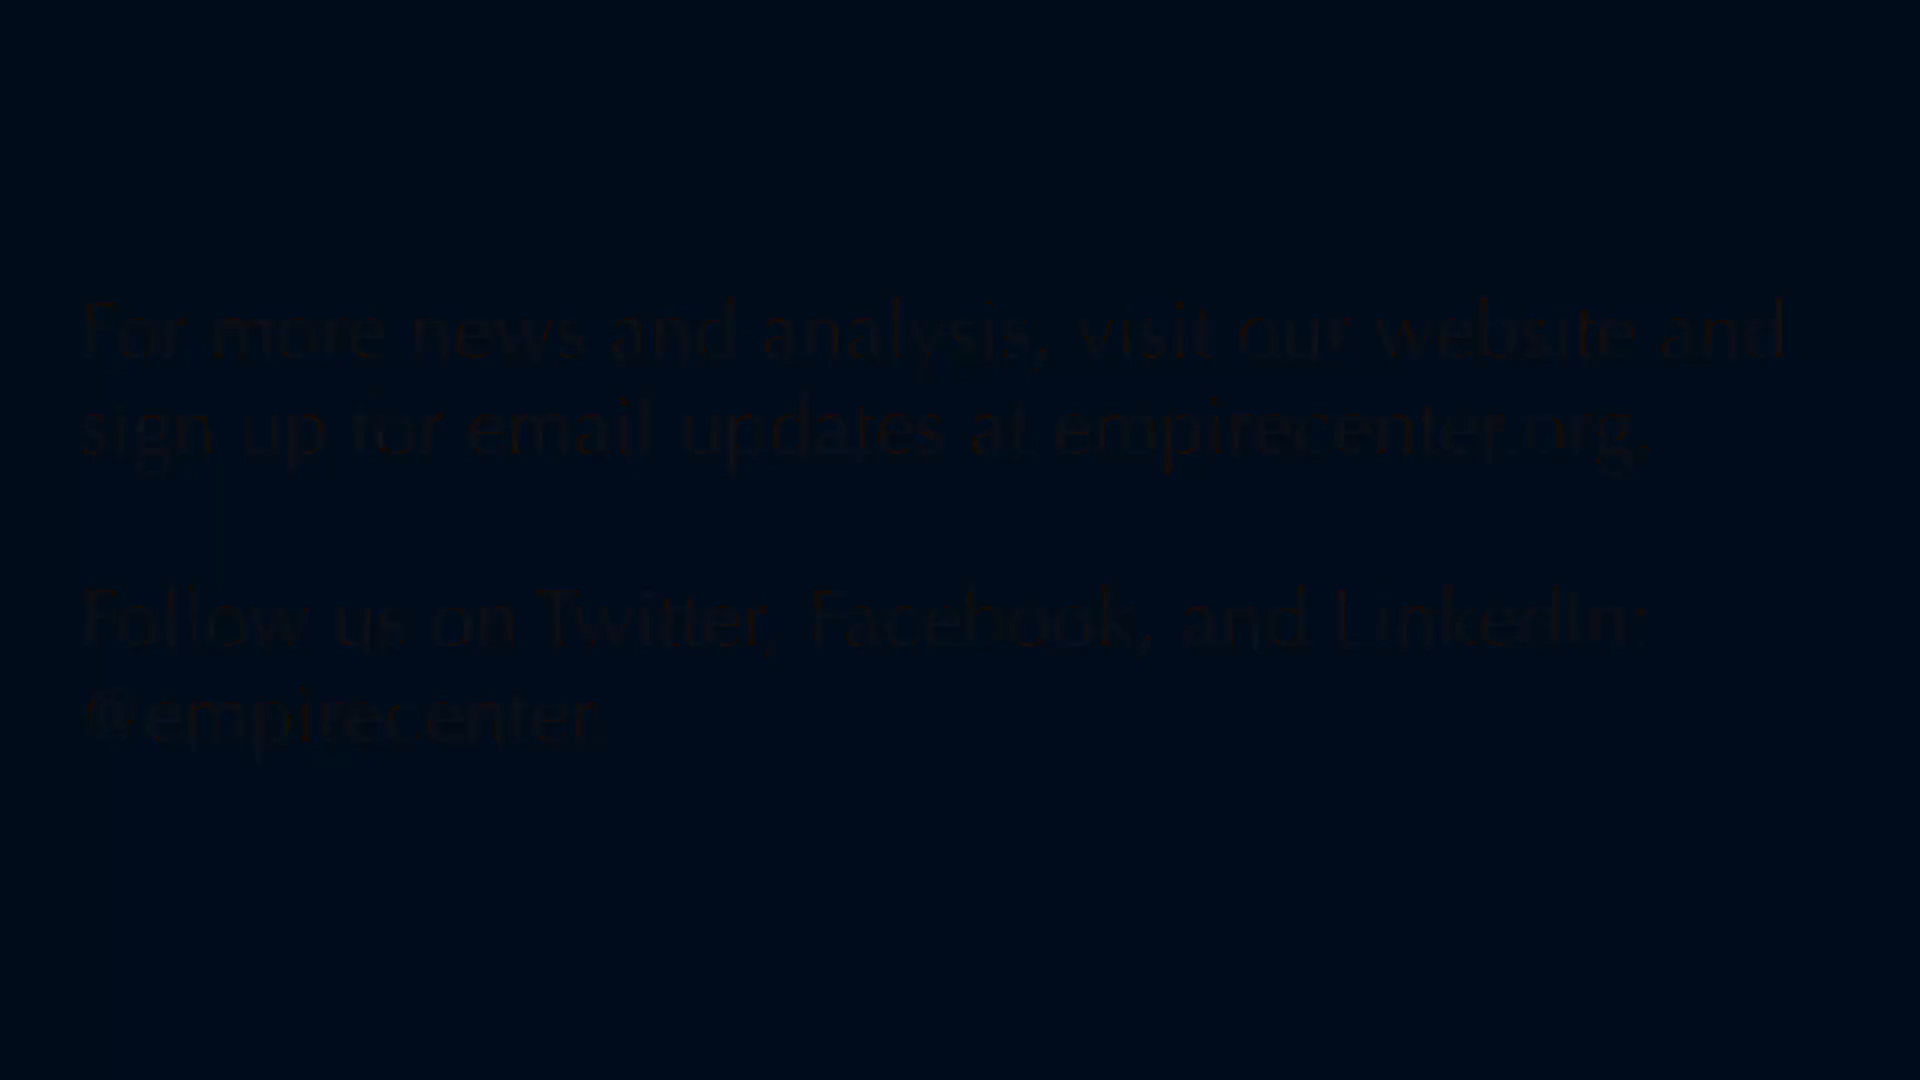 For more news and analysis, visit our website and
sign up for email updates at empirecenter.org.
Follow us on Twitter, Facebook, and LinkedIn:
@empirecenter.